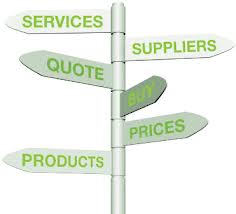 SERVICES
SUPPLIERS
QUOTE
BUY
PRICES
PRODUCTS